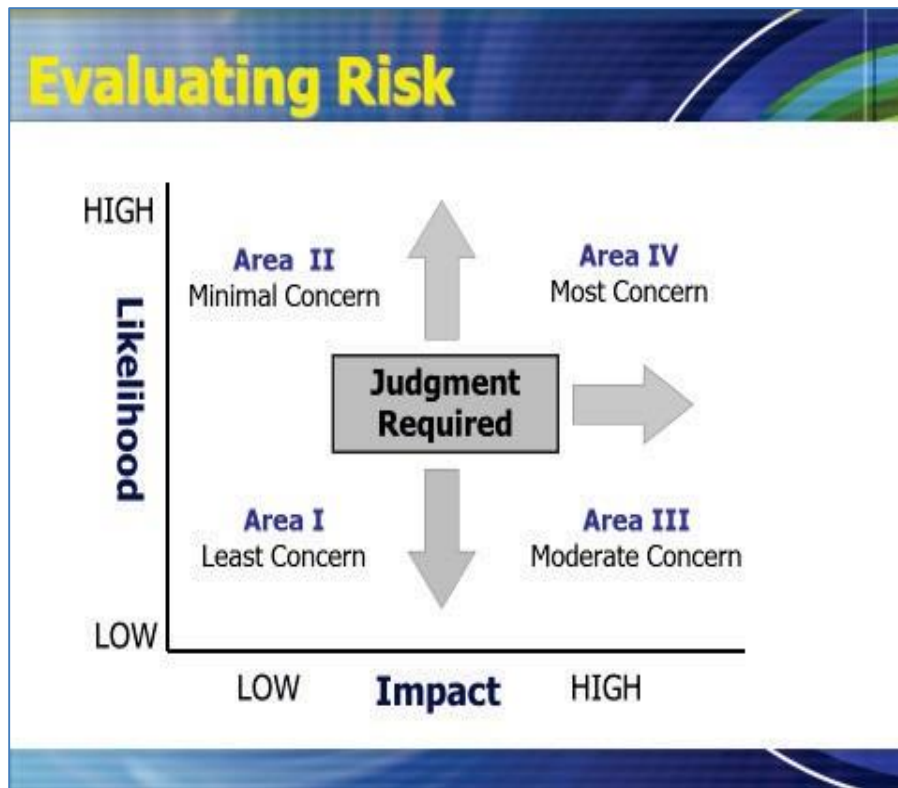 Evaluating Risk
HIGH
Area II
Minimal Concern
Area IV
Most Concern
Likelihood
Judgment
Required
Area I
Least Concern
Area III
Moderate Concern
LOW
LOW
Impact
HIGH